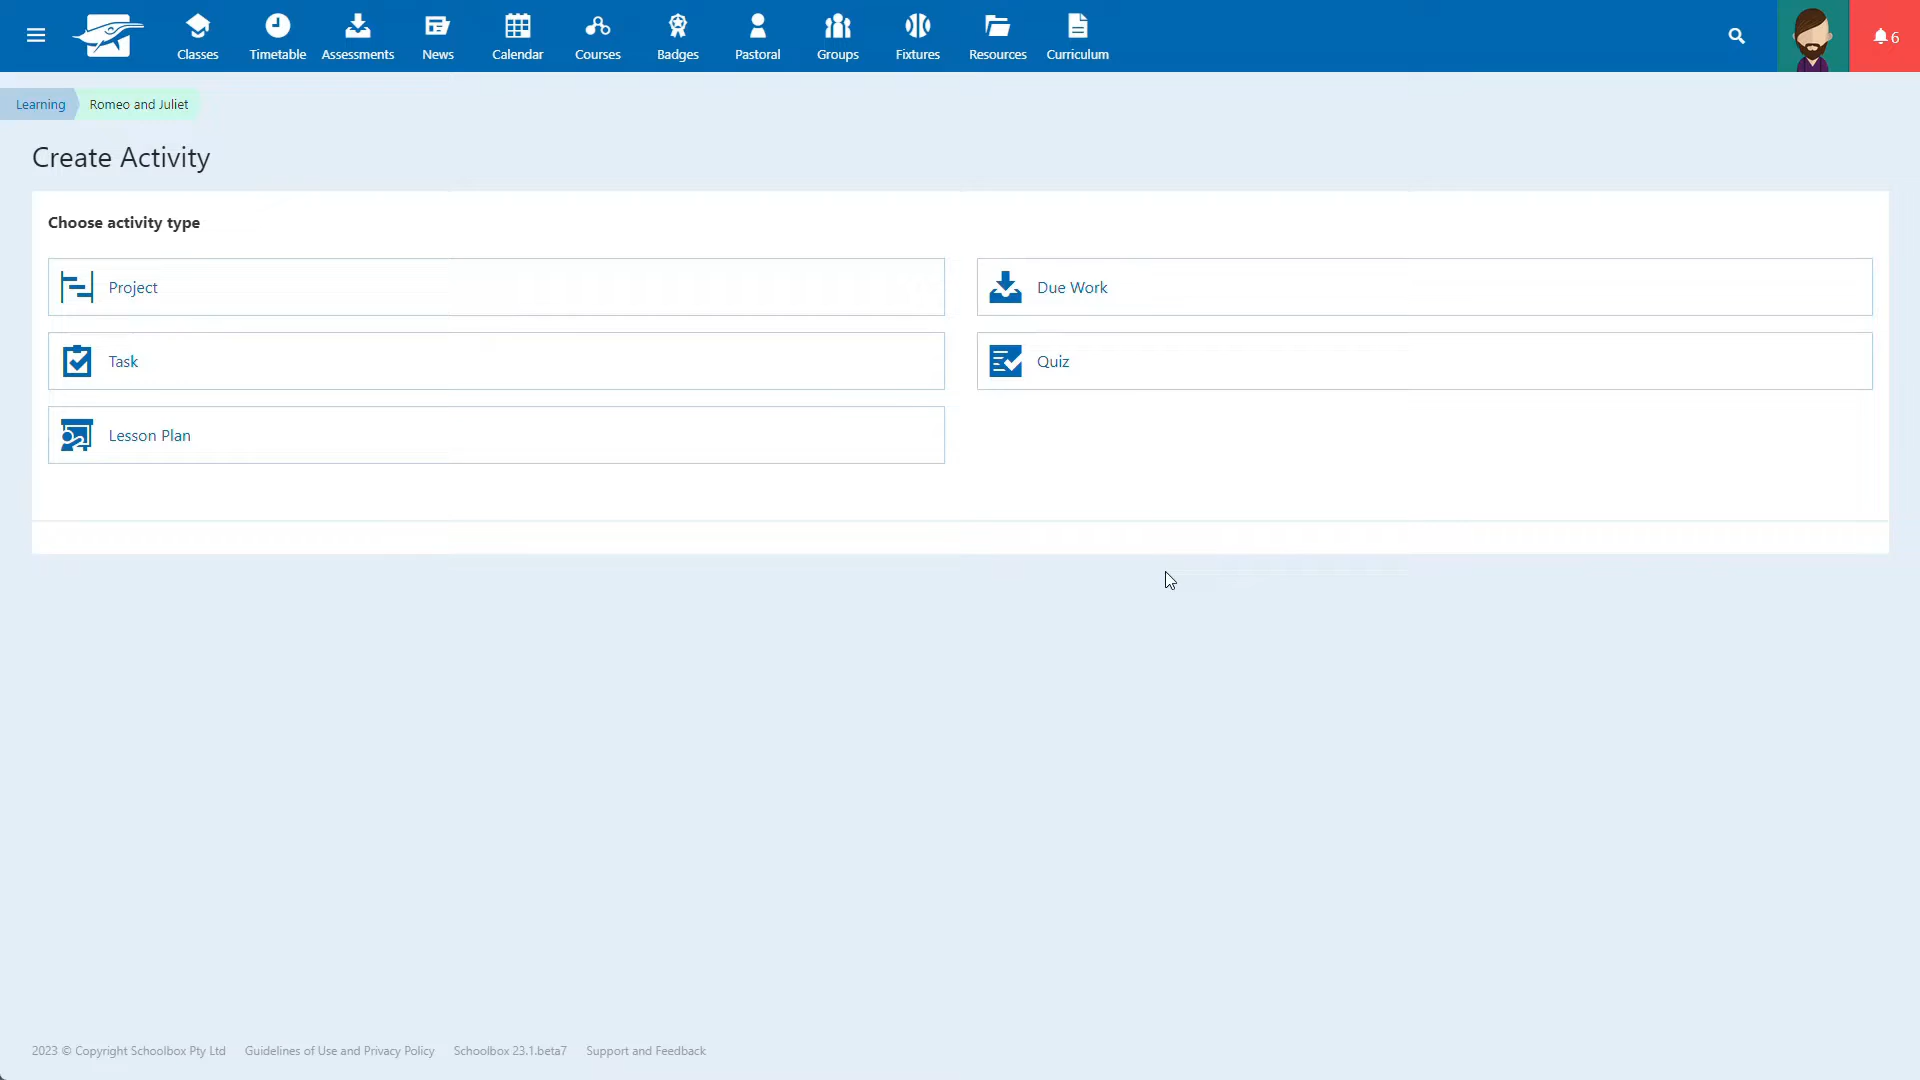 Classes Timetable Assessments News Calendar Courses Badges Pastoral Groups Fixtures Resources Curriculum 6
Learning Romeo and Juliet
Create Activity
Choose activity type
Project Due Work
Task Quiz
Lesson Plan
2023 © Copyright Schoolbox Pty Ltd Guidelines of Use and Privacy Policy Schoolbox 23.1.beta7 Support and Feedback